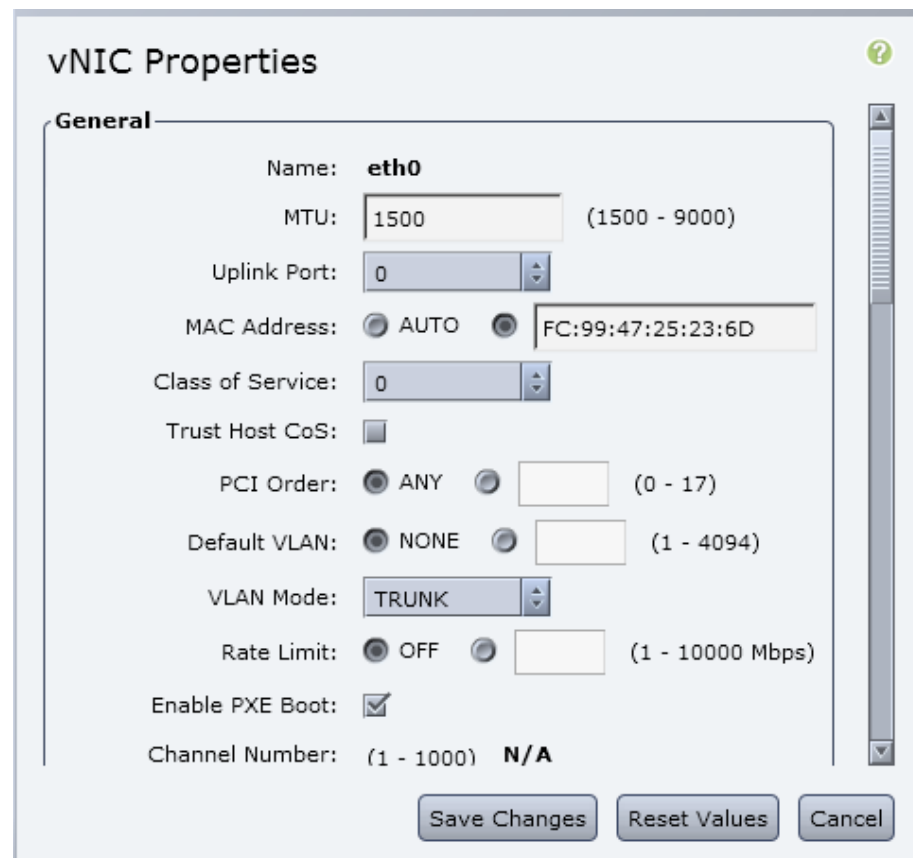 vNIC Properties
?
General
Name: eth0
MTU: 1500 (1500 - 9000)
Uplink Port: 0
MAC Address: AUTO FC:99:47:25:23:6D
Class of Service: 0
Trust Host CoS:
PCI Order: ANY (0 - 17)
Default VLAN: NONE (1 - 4094)
VLAN Mode: TRUNK
Rate Limit: OFF (1 - 10000 Mbps)
Enable PXE Boot:
Channel Number: (1 - 1000) N/A
Save Changes Reset Values Cancel